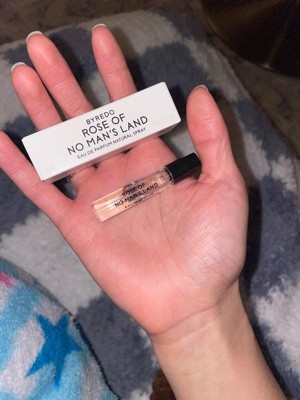 BYREDO
ROSE OF
NO MAN'S LAND
EAU DE PARFUM NATURAL SPRAY
ROSE OF
NO MAN'S LAND